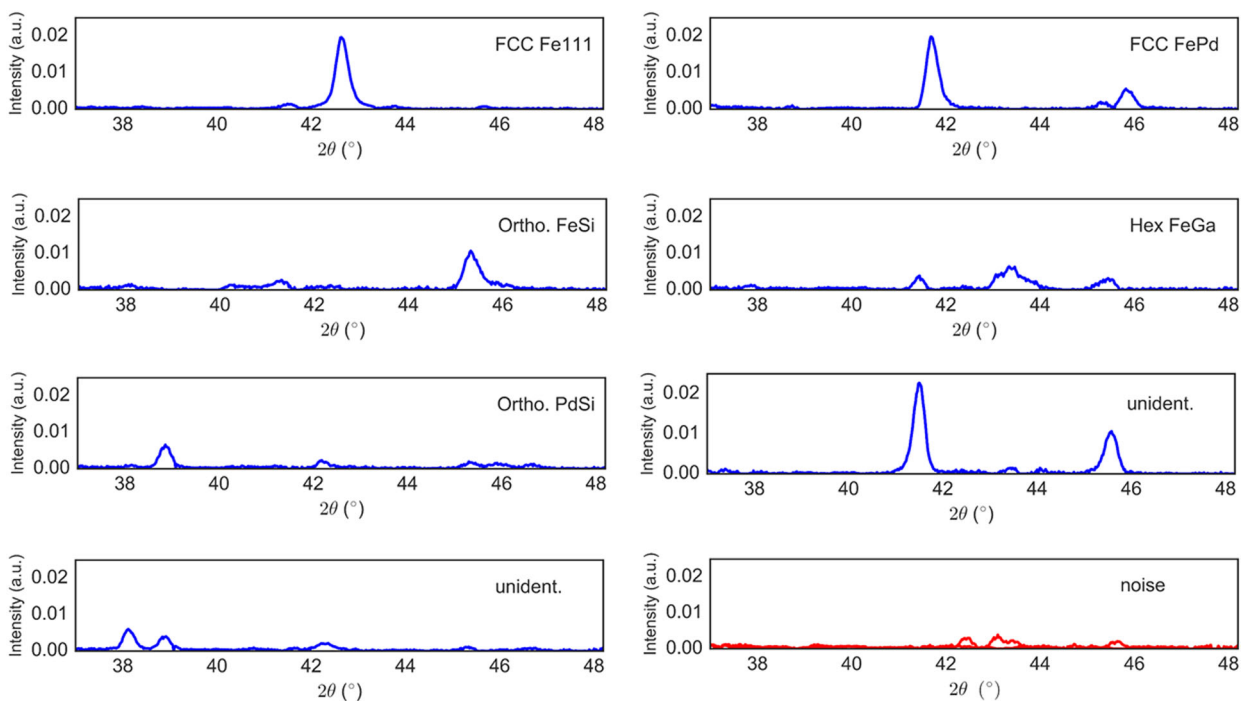 Intensity (a.u.)
0.02
0.01
0.00
FCC Fe111
38 40 42 44 46 48
2θ (°)
Intensity (a.u.)
0.02
0.01
0.00
FCC FePd
38 40 42 44 46 48
2θ (°)
Intensity (a.u.)
0.02
0.01
0.00
Ortho. FeSi
38 40 42 44 46 48
2θ (°)
Intensity (a.u.)
0.02
0.01
0.00
Hex FeGa
38 40 42 44 46 48
2θ (°)
Intensity (a.u.)
0.02
0.01
0.00
Ortho. PdSi
38 40 42 44 46 48
2θ (°)
Intensity (a.u.)
0.02
0.01
0.00
unident.
38 40 42 44 46 48
2θ (°)
Intensity (a.u.)
0.02
0.01
0.00
unident.
38 40 42 44 46 48
2θ (°)
Intensity (a.u.)
0.02
0.01
0.00
noise
38 40 42 44 46 48
2θ (°)